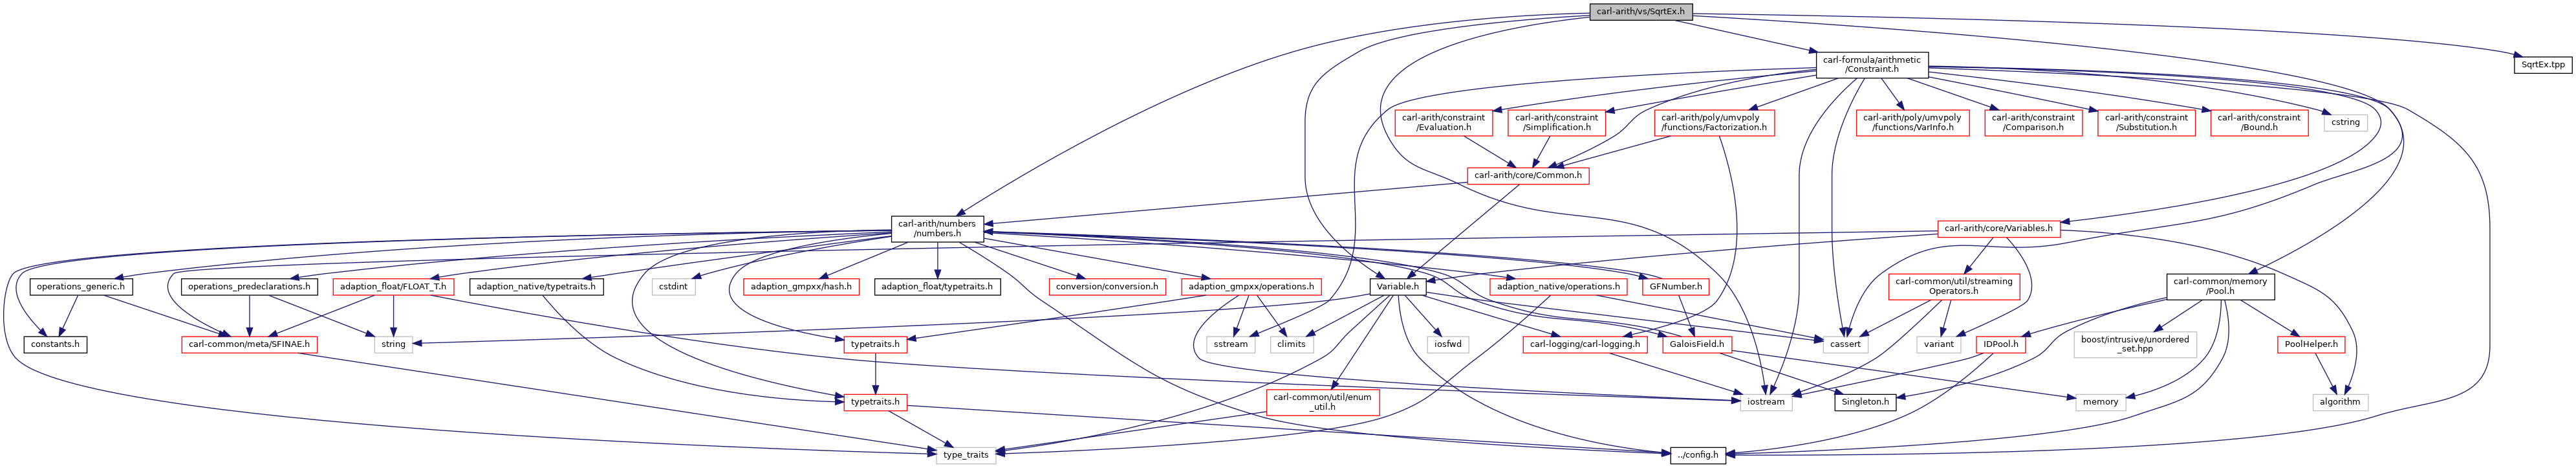 carl-arith/vs/SqrtEx.h
carl-formula/arithmetic
/Constraint.h
SqrtEx.tpp
carl-arith/constraint
/Evaluation.h
carl-arith/constraint
/Simplification.h
carl-arith/poly/umvpoly
/functions/Factorization.h
carl-arith/poly/umvpoly
/functions/VarInfo.h
carl-arith/constraint
/Comparison.h
carl-arith/constraint
/Substitution.h
carl-arith/constraint
/Bound.h
cstring
carl-arith/core/Common.h
carl-arith/numbers
/numbers.h
carl-arith/core/Variables.h
operations_generic.h
operations_predeclarations.h
adaption_float/FLOAT_T.h
adaption_native/typetraits.h
cstdint
adaption_gmpxx/hash.h
adaption_float/typetraits.h
conversion/conversion.h
adaption_gmpxx/operations.h
Variable.h
adaption_native/operations.h
GFNumber.h
carl-common/util/streaming
Operators.h
carl-common/memory
/Pool.h
constants.h
carl-common/meta/SFINAE.h
string
typetraits.h
sstream
climits
iosfwd
carl-logging/carl-logging.h
GaloisField.h
cassert
variant
IDPool.h
boost/intrusive/unordered
_set.hpp
PoolHelper.h
typetraits.h
carl-common/util/enum
_util.h
iostream
Singleton.h
memory
algorithm
type_traits
../config.h